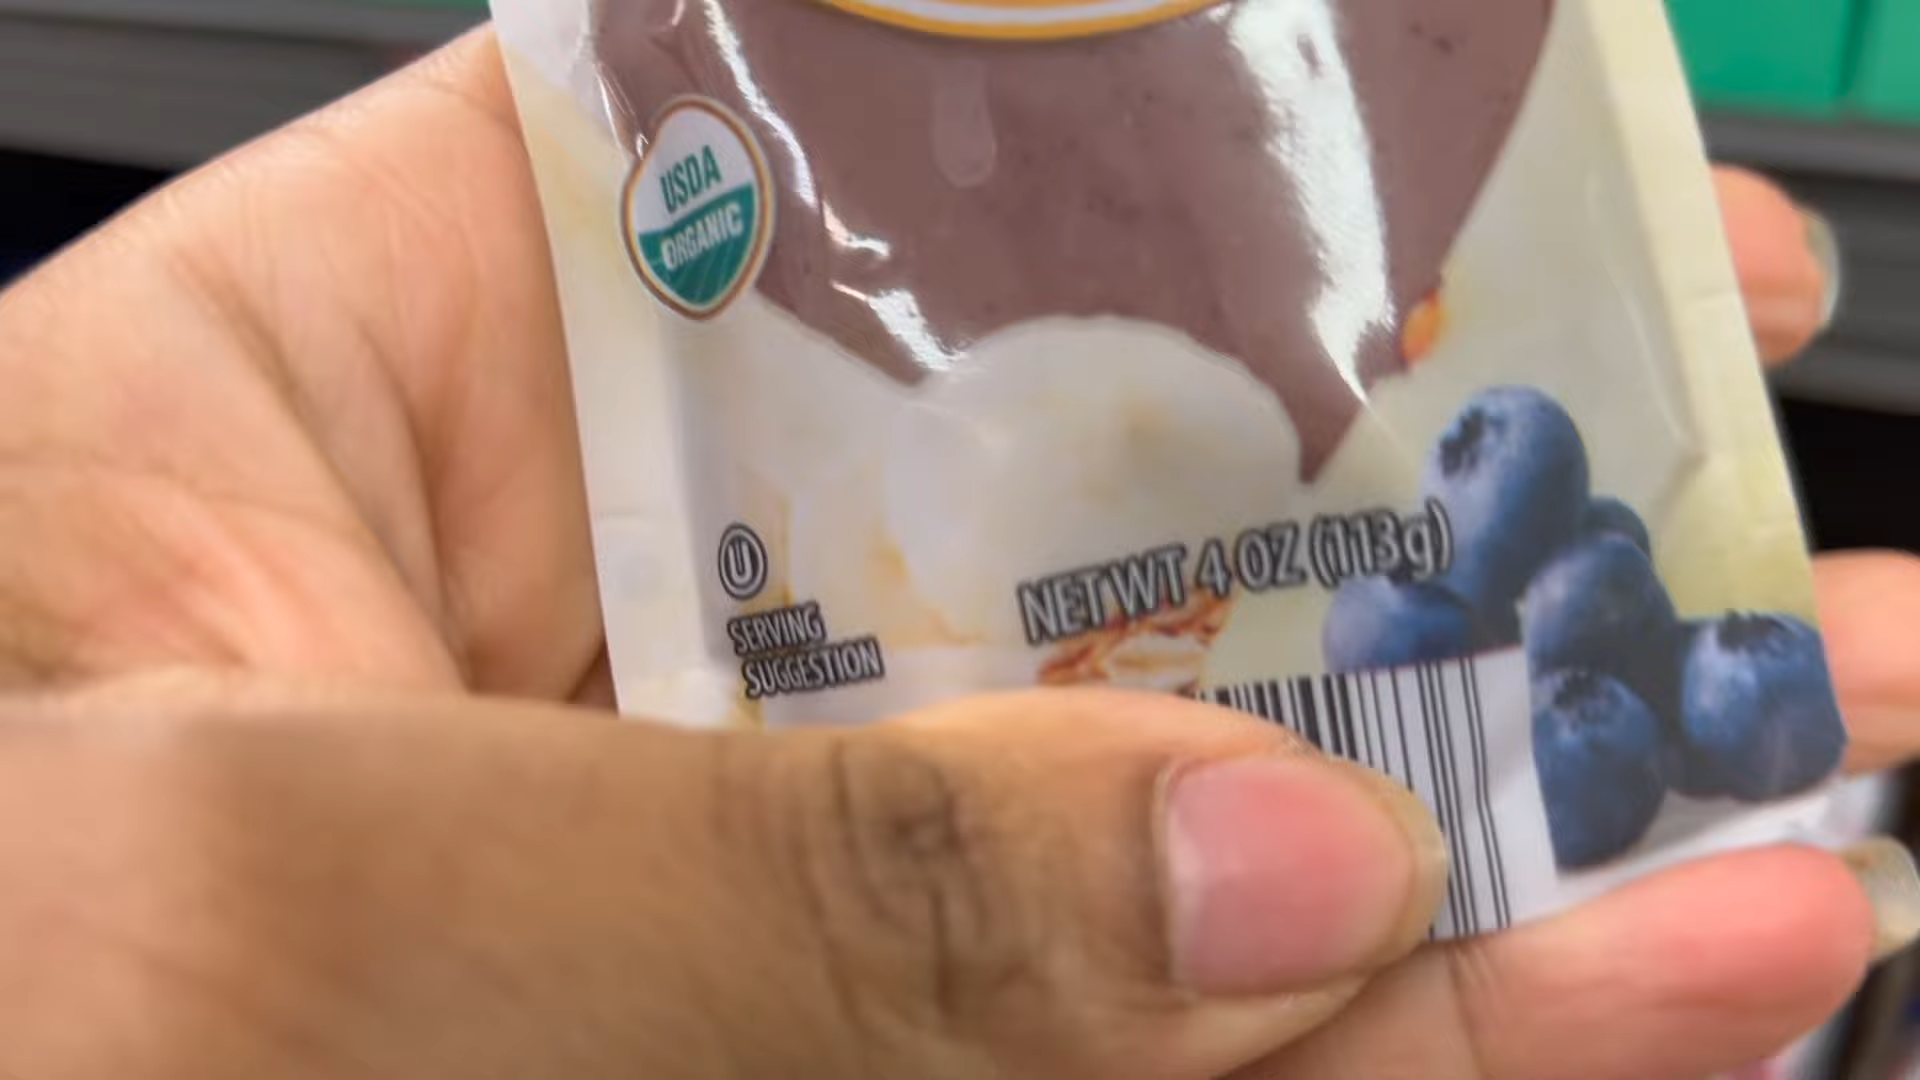 USDA
ORGANIC
U
NET WT 4 OZ (113g)
SERVING
SUGGESTION